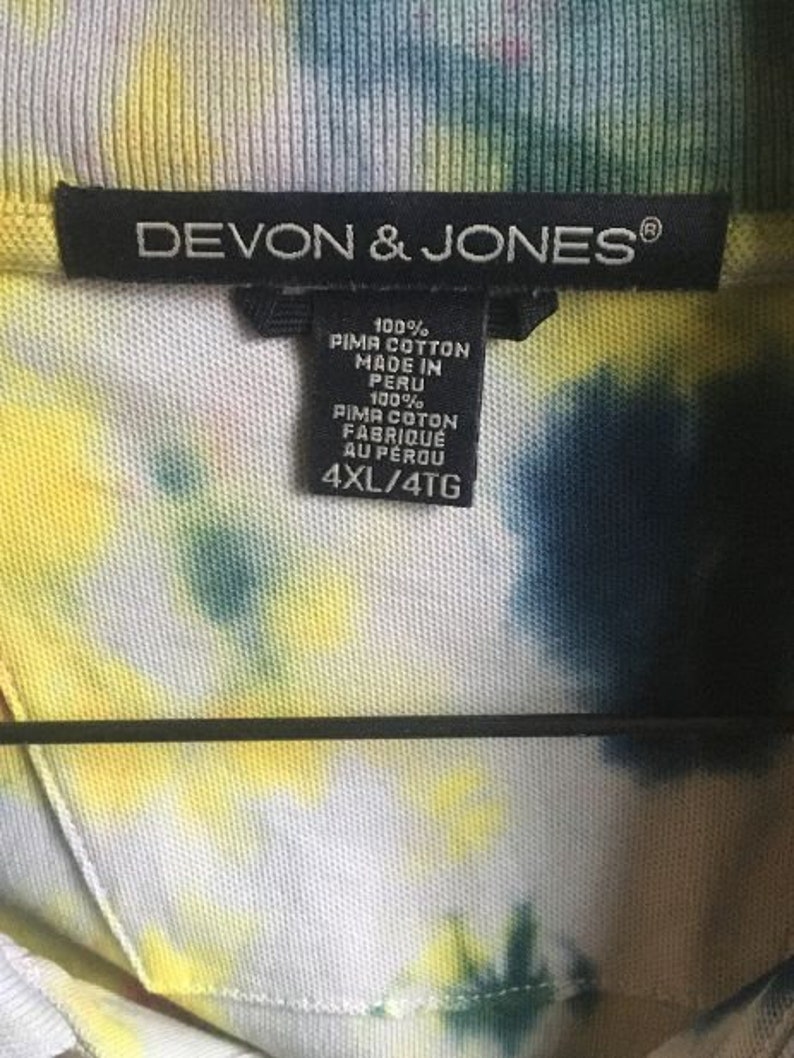 DEVON & JONES®
100%
PIMA COTTON
MADE IN
PERU
100%
PIMA COTON
FABRIQUÉ
AU PÉROU
4XL/4TG